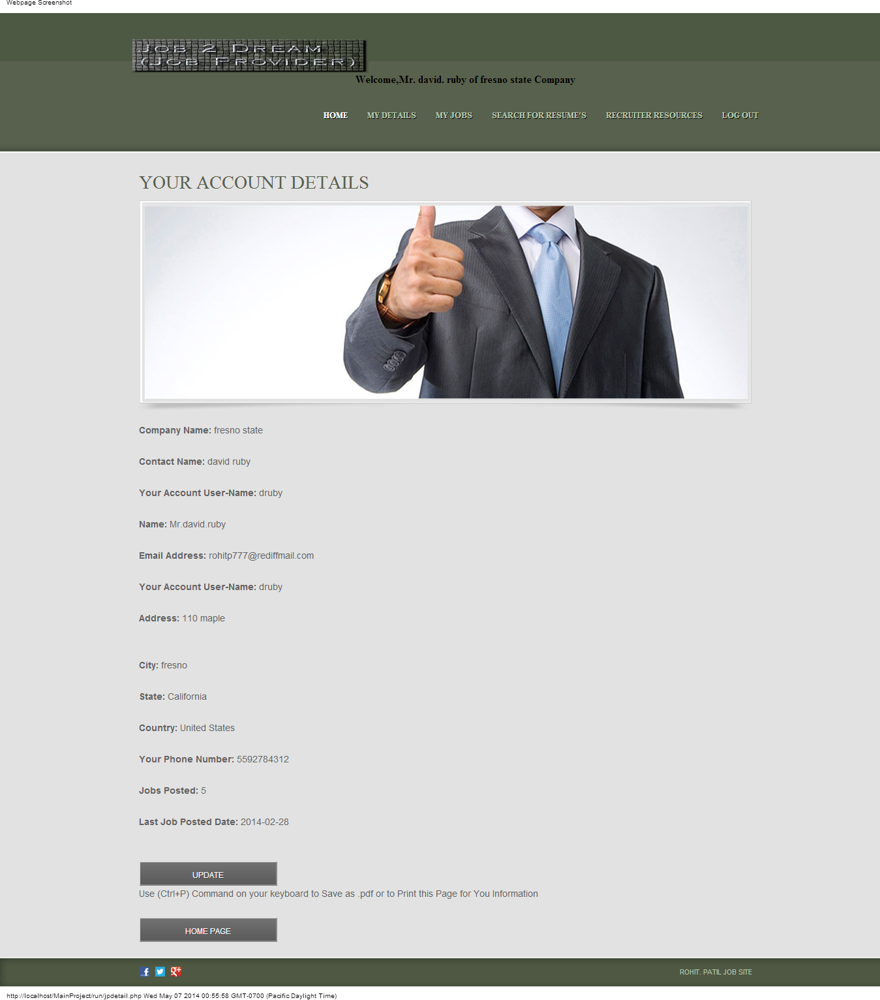 Webpage Screenshot
Job 2 Dream
(Job Provider)
Welcome,Mr. david. ruby of fresno state Company
HOME MY DETAILS MY JOBS SEARCH FOR RESUME'S RECRUITER RESOURCES LOG OUT
YOUR ACCOUNT DETAILS
Company Name: fresno state
Contact Name: david ruby
Your Account User-Name: druby
Name: Mr.david.ruby
Email Address: rohitp777@rediffmail.com
Your Account User-Name: druby
Address: 110 maple
City: fresno
State: California
Country: United States
Your Phone Number: 5592784312
Jobs Posted: 5
Last Job Posted Date: 2014-02-28
UPDATE
Use (Ctrl+P) Command on your keyboard to Save as .pdf or to Print this Page for You Information
HOME PAGE
ROHIT. PATIL JOB SITE
http://localhost/MainProject/run/jpdetail.php Wed May 07 2014 00:55:58 GMT-0700 (Pacific Daylight Time)